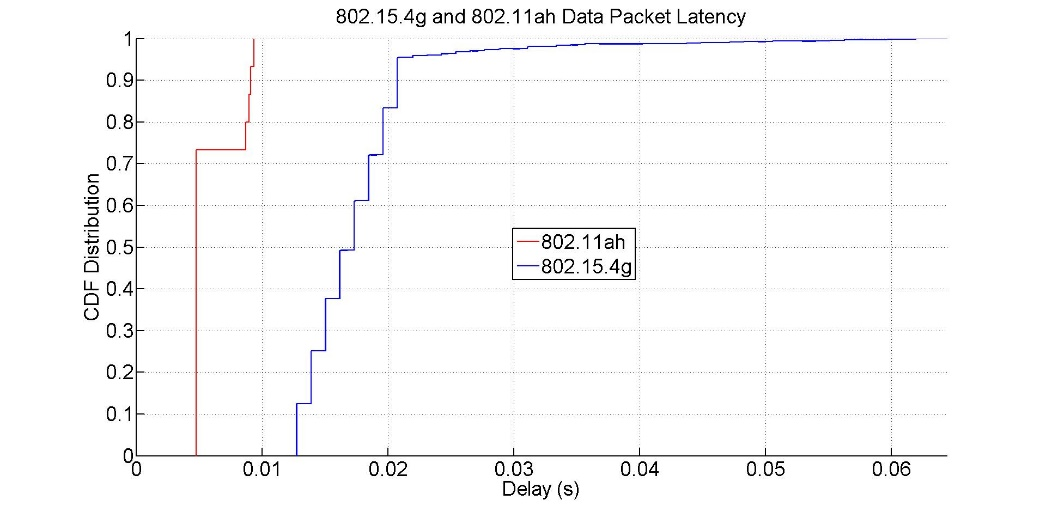 802.15.4g and 802.11ah Data Packet Latency
1
0.9
0.8
0.7
0.6
0.5
0.4
0.3
0.2
0.1
0
CDF Distribution
802.11ah
802.15.4g
0 0.01 0.02 0.03 0.04 0.05 0.06
Delay (s)